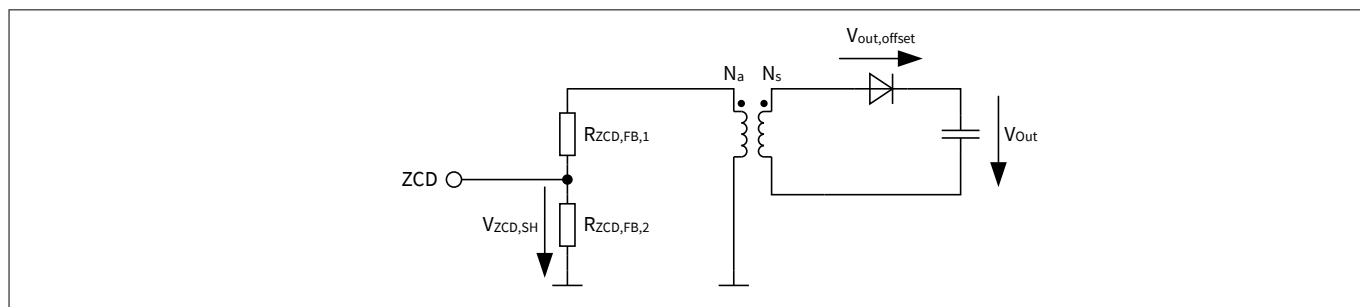 Vout,offset
Na Ns
RZCD,FB,1
VOut
ZCD
VZCD,SH
RZCD,FB,2